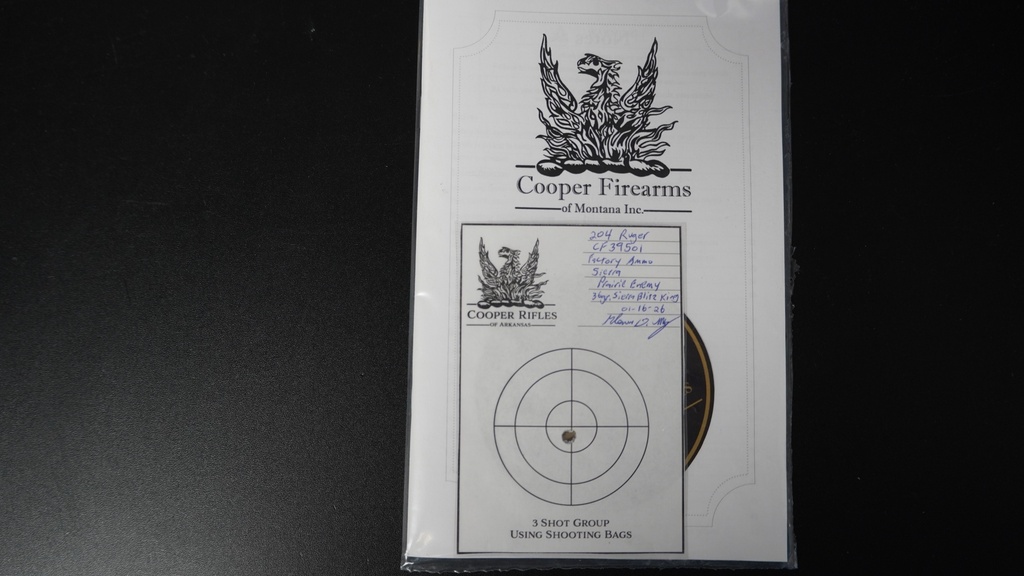 Cooper Firearms
of Montana Inc.
204 Ruger
CF39501
Factory Ammo
Sierra
Prairie Enemy
36gr. Sierra Blitz King
01-16-26
COOPER RIFLES
OF ARKANSAS
3 SHOT GROUP
USING SHOOTING BAGS